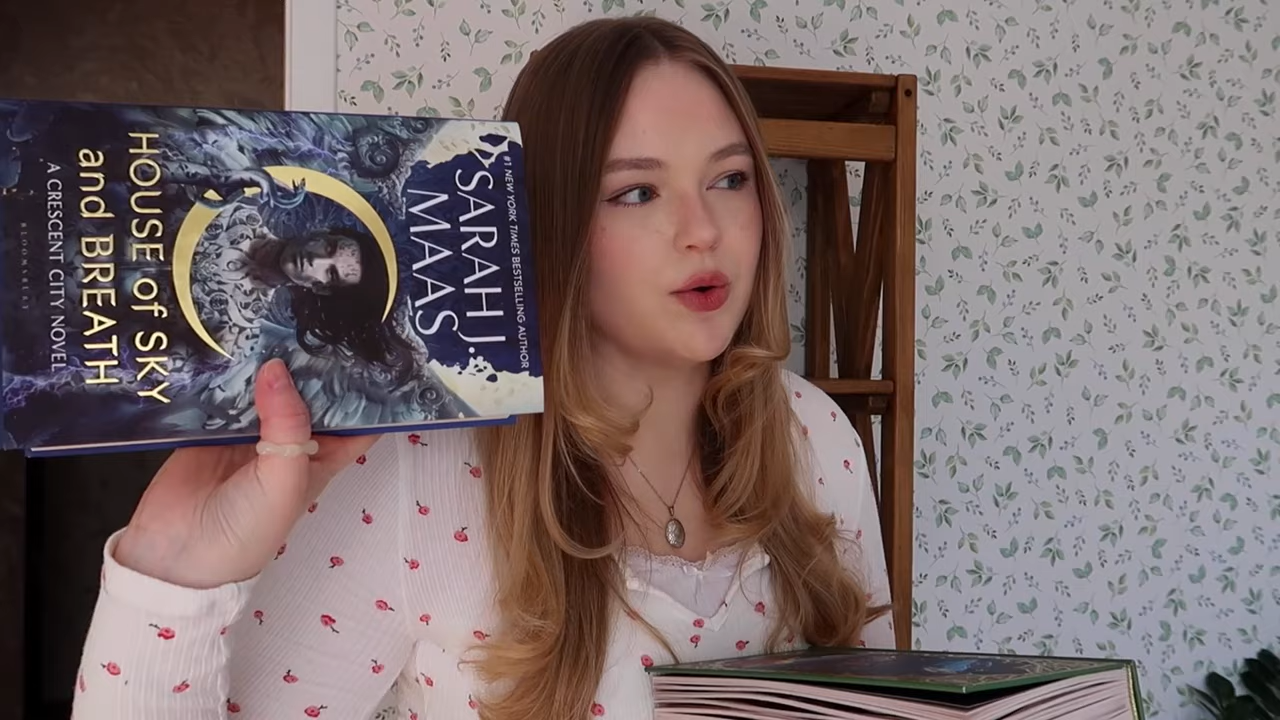 #1 NEW YORK TIMES BESTSELLING AUTHOR
SARAH J.
MAAS
HOUSE of SKY
and BREATH
A CRESCENT CITY NOVEL
BLOOMSBURY